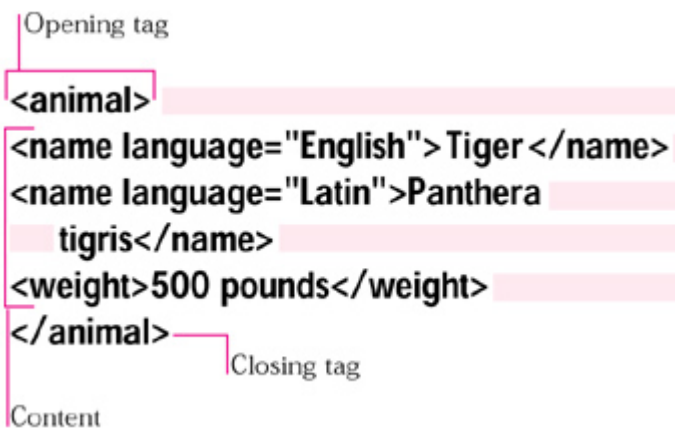 Opening tag
<animal>
<name language="English">Tiger</name>
<name language="Latin">Panthera
tigris</name>
<weight>500 pounds</weight>
</animal>
Closing tag
Content